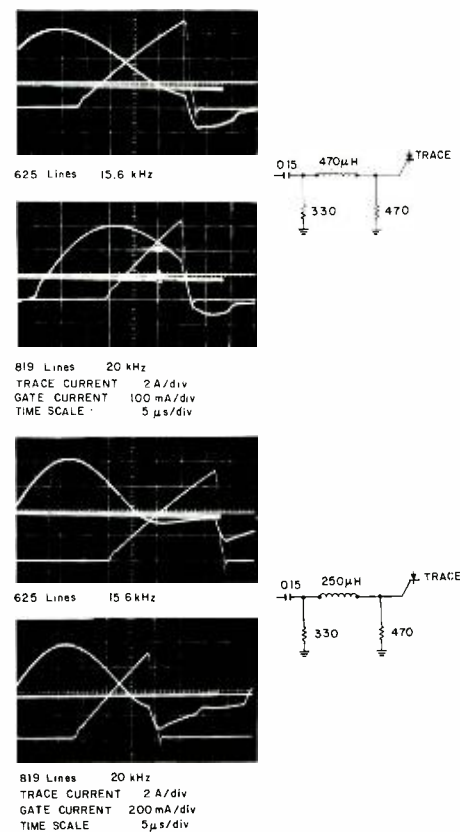 625 Lines 15.6 kHz
015 470µH TRACE
330 470
819 Lines 20 kHz
TRACE CURRENT 2 A/div
GATE CURRENT 100 mA/div
TIME SCALE 5 µs/div
625 Lines 15 6 kHz
015 250µH TRACE
330 470
819 Lines 20 kHz
TRACE CURRENT 2 A/div
GATE CURRENT 200 mA/div
TIME SCALE 5µs/div